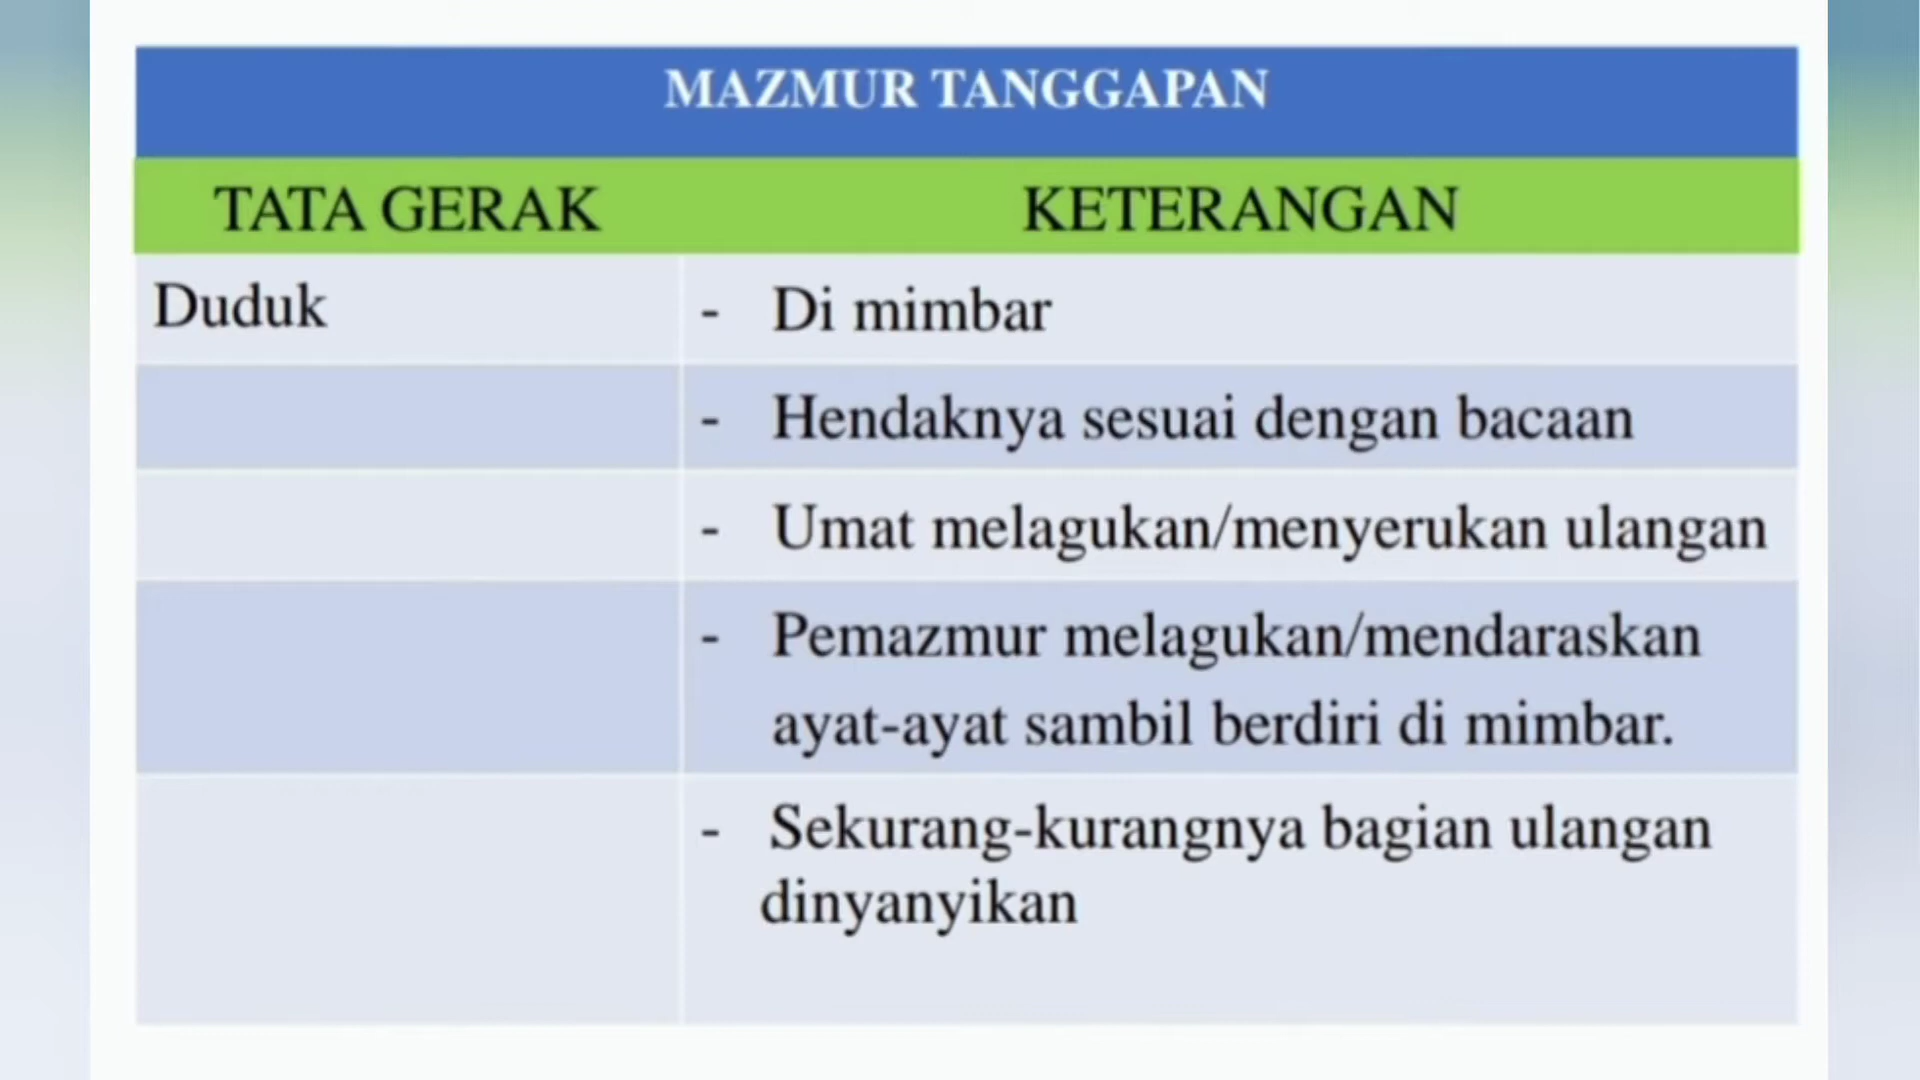 MAZMUR TANGGAPAN
TATA GERAK KETERANGAN
Duduk - Di mimbar
- Hendaknya sesuai dengan bacaan
- Umat melagukan/menyerukan ulangan
- Pemazmur melagukan/mendaraskan
ayat-ayat sambil berdiri di mimbar.
- Sekurang-kurangnya bagian ulangan
dinyanyikan